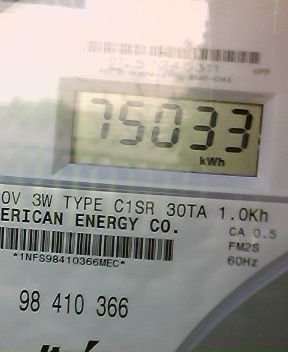 75033
kWh
0V 3W TYPE C1SR 30TA 1.0Kh
ERICAN ENERGY CO.
CA 0.5
FM2S
60Hz
*1NFS98410366MEC*
98 410 366